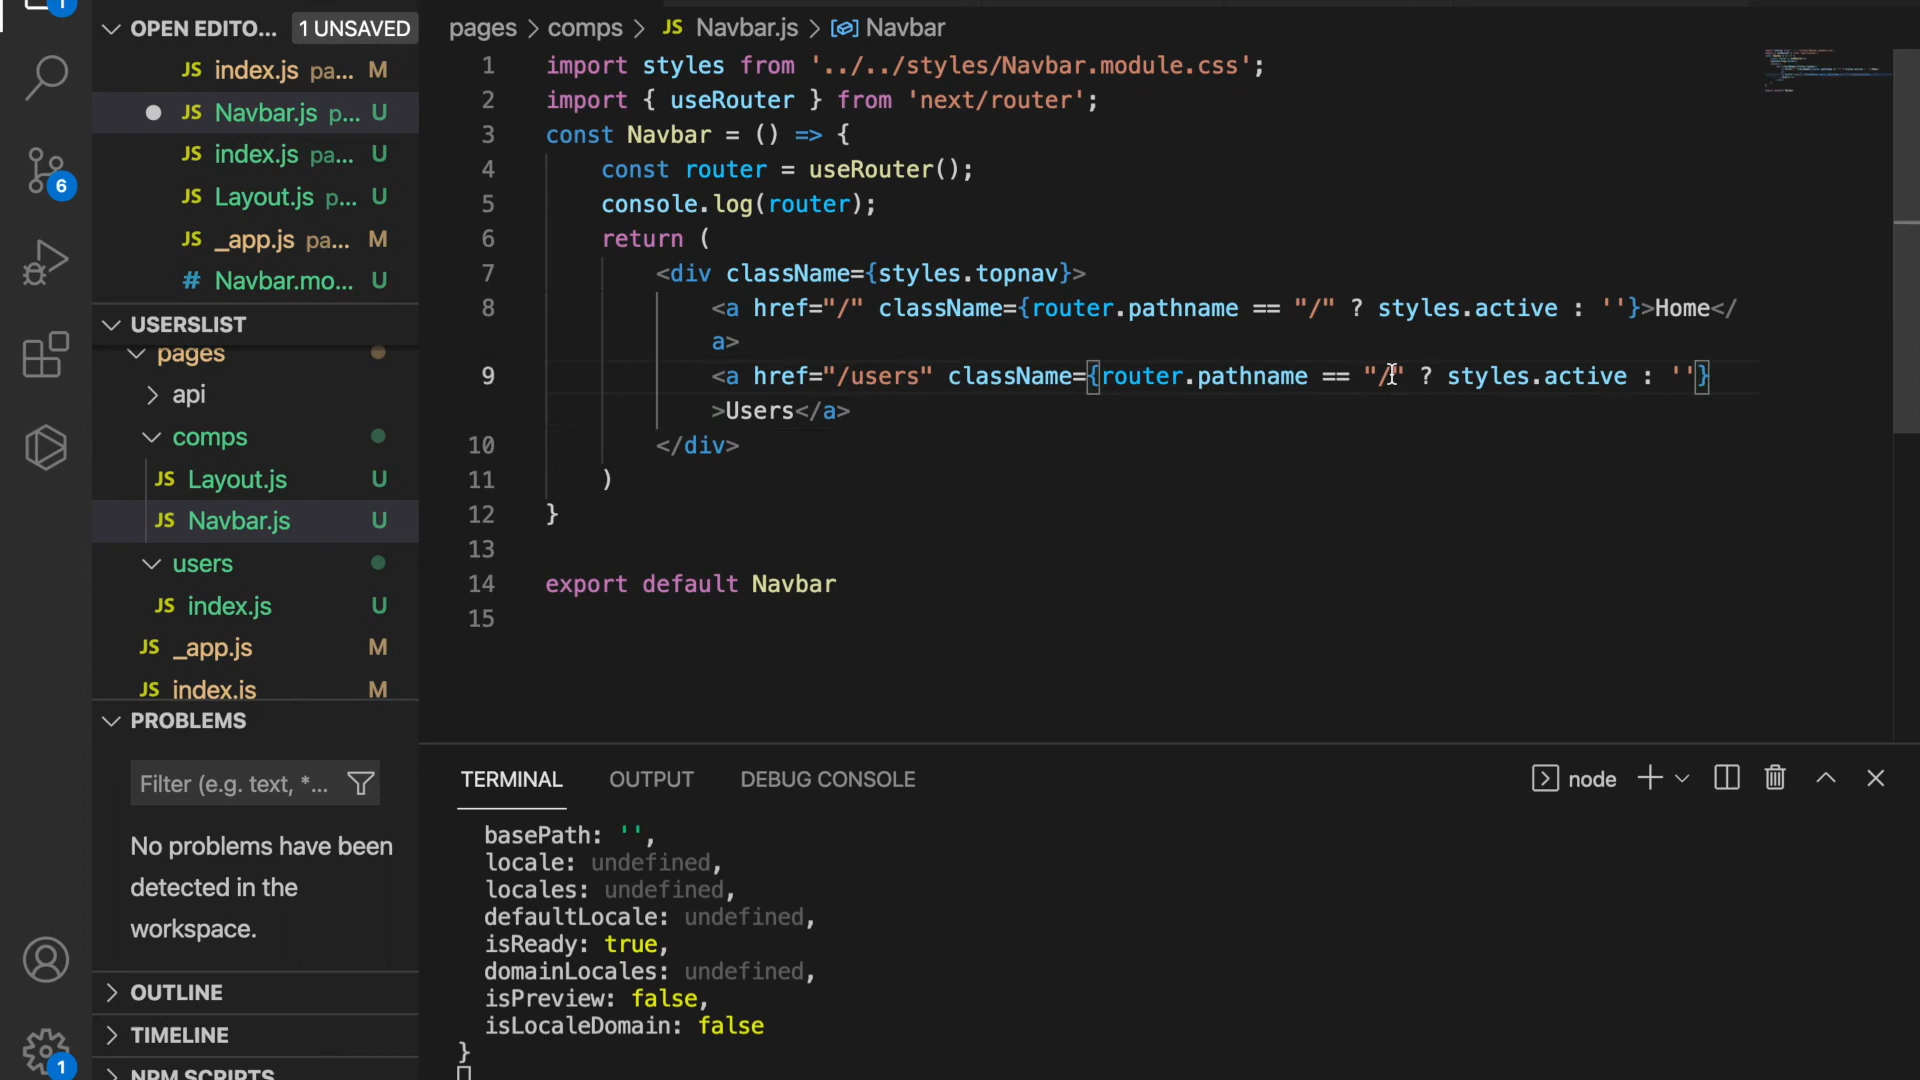 OPEN EDITO... 1 UNSAVED
JS index.js pa... M
JS Navbar.js p... U
JS index.js pa... U
JS Layout.js p... U
JS _app.js pa... M
# Navbar.mo... U
USERSLIST
pages
api
comps
JS Layout.js U
JS Navbar.js U
users
JS index.js U
JS _app.js M
JS index.js M
PROBLEMS
Filter (e.g. text, *...
No problems have been
detected in the
workspace.
OUTLINE
TIMELINE
NPM SCRIPTS
1
6
1
pages > comps > JS Navbar.js > Navbar
1 import styles from '../../styles/Navbar.module.css';
2 import { useRouter } from 'next/router';
3 const Navbar = () => {
4 const router = useRouter();
5 console.log(router);
6 return (
7 <div className={styles.topnav}>
8 <a href="/" className={router.pathname == "/" ? styles.active : ''}>Home</
a>
9 <a href="/users" className={router.pathname == "/" ? styles.active : ''}
>Users</a>
10 </div>
11 )
12 }
13
14 export default Navbar
15
TERMINAL OUTPUT DEBUG CONSOLE node
basePath: '',
locale: undefined,
locales: undefined,
defaultLocale: undefined,
isReady: true,
domainLocales: undefined,
isPreview: false,
isLocaleDomain: false
}